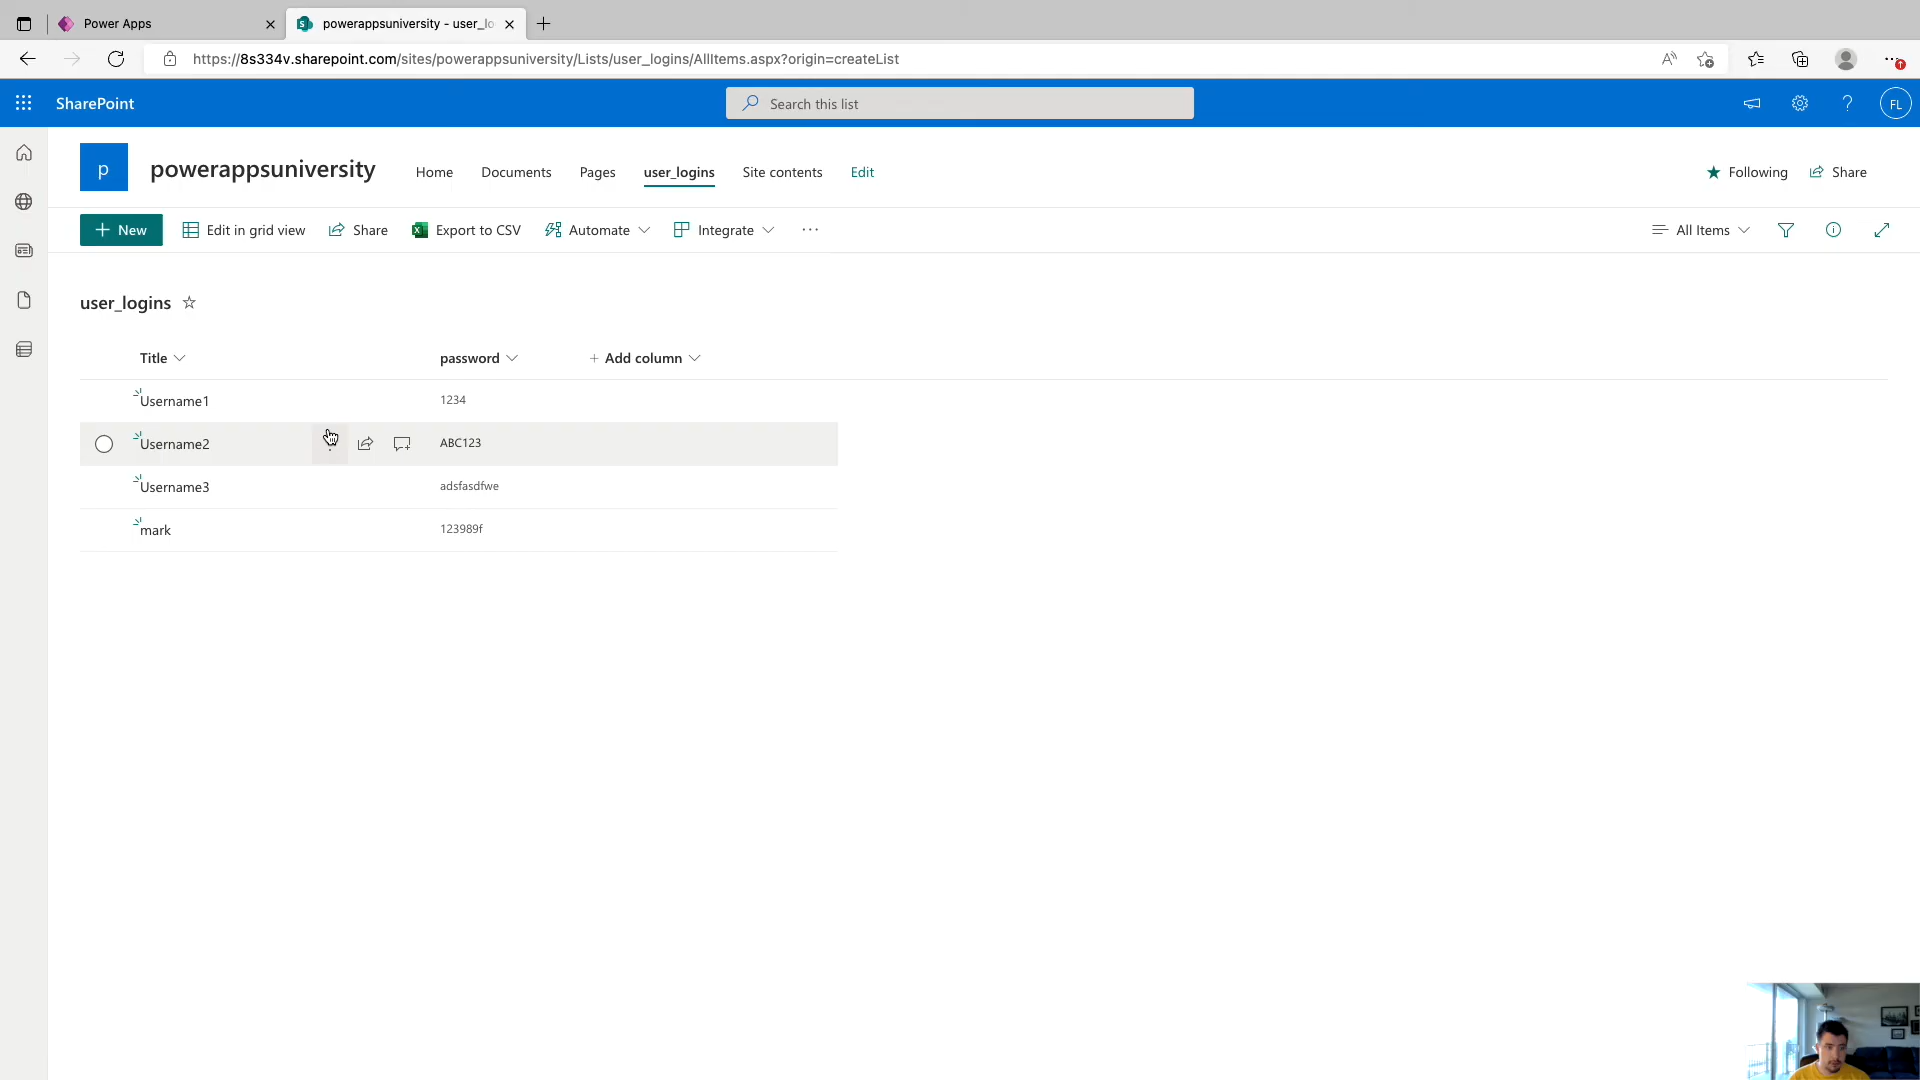 Power Apps
powerappsuniversity - user_lo
https://8s334v.sharepoint.com/sites/powerappsuniversity/Lists/user_logins/AllItems.aspx?origin=createList
SharePoint
Search this list
FL
p
powerappsuniversity
Home
Documents
Pages
user_logins
Site contents
Edit
Following
Share
New
Edit in grid view
Share
Export to CSV
Automate
Integrate
All Items
user_logins
Title
password
Add column
Username1 1234
Username2 ABC123
Username3 adsfasdfwe
mark 123989f